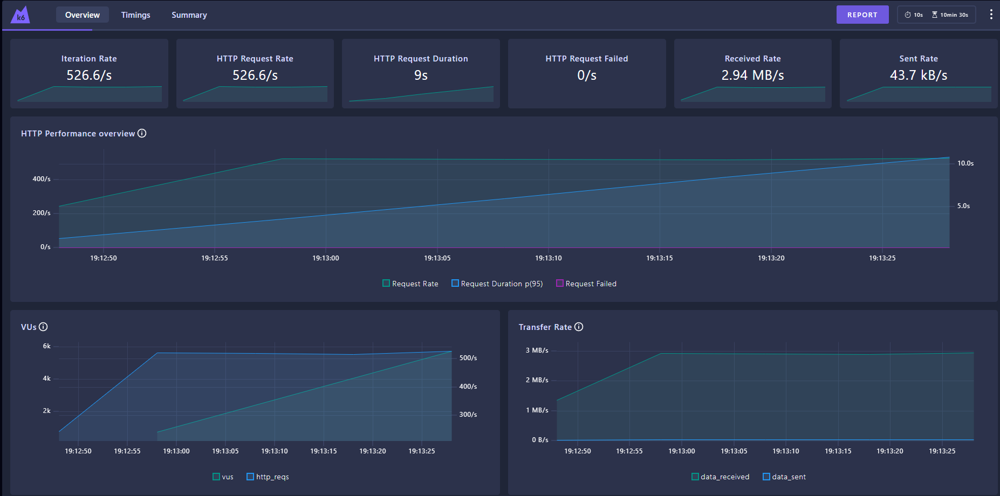 k6
Overview
Timings
Summary
REPORT
10s
10min 30s
Iteration Rate
526.6/s
HTTP Request Rate
526.6/s
HTTP Request Duration
9s
HTTP Request Failed
0/s
Received Rate
2.94 MB/s
Sent Rate
43.7 kB/s
HTTP Performance overview
400/s
200/s
0/s
10.0s
5.0s
19:12:50 19:12:55 19:13:00 19:13:05 19:13:10 19:13:15 19:13:20 19:13:25
Request Rate Request Duration p(95) Request Failed
VUs
6k
4k
2k
500/s
400/s
300/s
19:12:50 19:12:55 19:13:00 19:13:05 19:13:10 19:13:15 19:13:20 19:13:25
vus http_reqs
Transfer Rate
3 MB/s
2 MB/s
1 MB/s
0 B/s
19:12:50 19:12:55 19:13:00 19:13:05 19:13:10 19:13:15 19:13:20 19:13:25
data_received data_sent